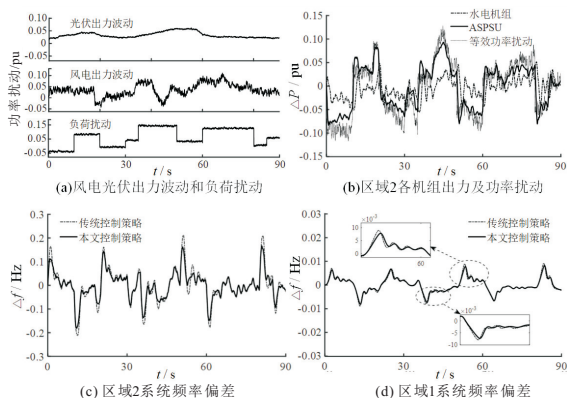 光伏出力波动
0.05
0
-0.05
风电出力波动
0.10
0.05
0
-0.05
负荷扰动
0.15
0.05
-0.05
功率扰动/pu
0
30
60
90
t / s
(a)风电光伏出力波动和负荷扰动
水电机组
ASPSU
等效功率扰动
0.15
0.10
0.05
0
-0.05
-0.10
-0.15
△P / pu
0
30
60
90
t / s
(b)区域2各机组出力及功率扰动
传统控制策略
本文控制策略
0.3
0.2
0.1
0
-0.1
-0.2
-0.3
△f / Hz
0
30
60
90
t / s
(c) 区域2系统频率偏差
传统控制策略
本文控制策略
0.03
0.02
0.01
0
-0.01
-0.02
-0.03
△f / Hz
×10⁻³
10
5
0
60
×10⁻³
0
-5
-10
0
30
60
90
t / s
(d) 区域1系统频率偏差